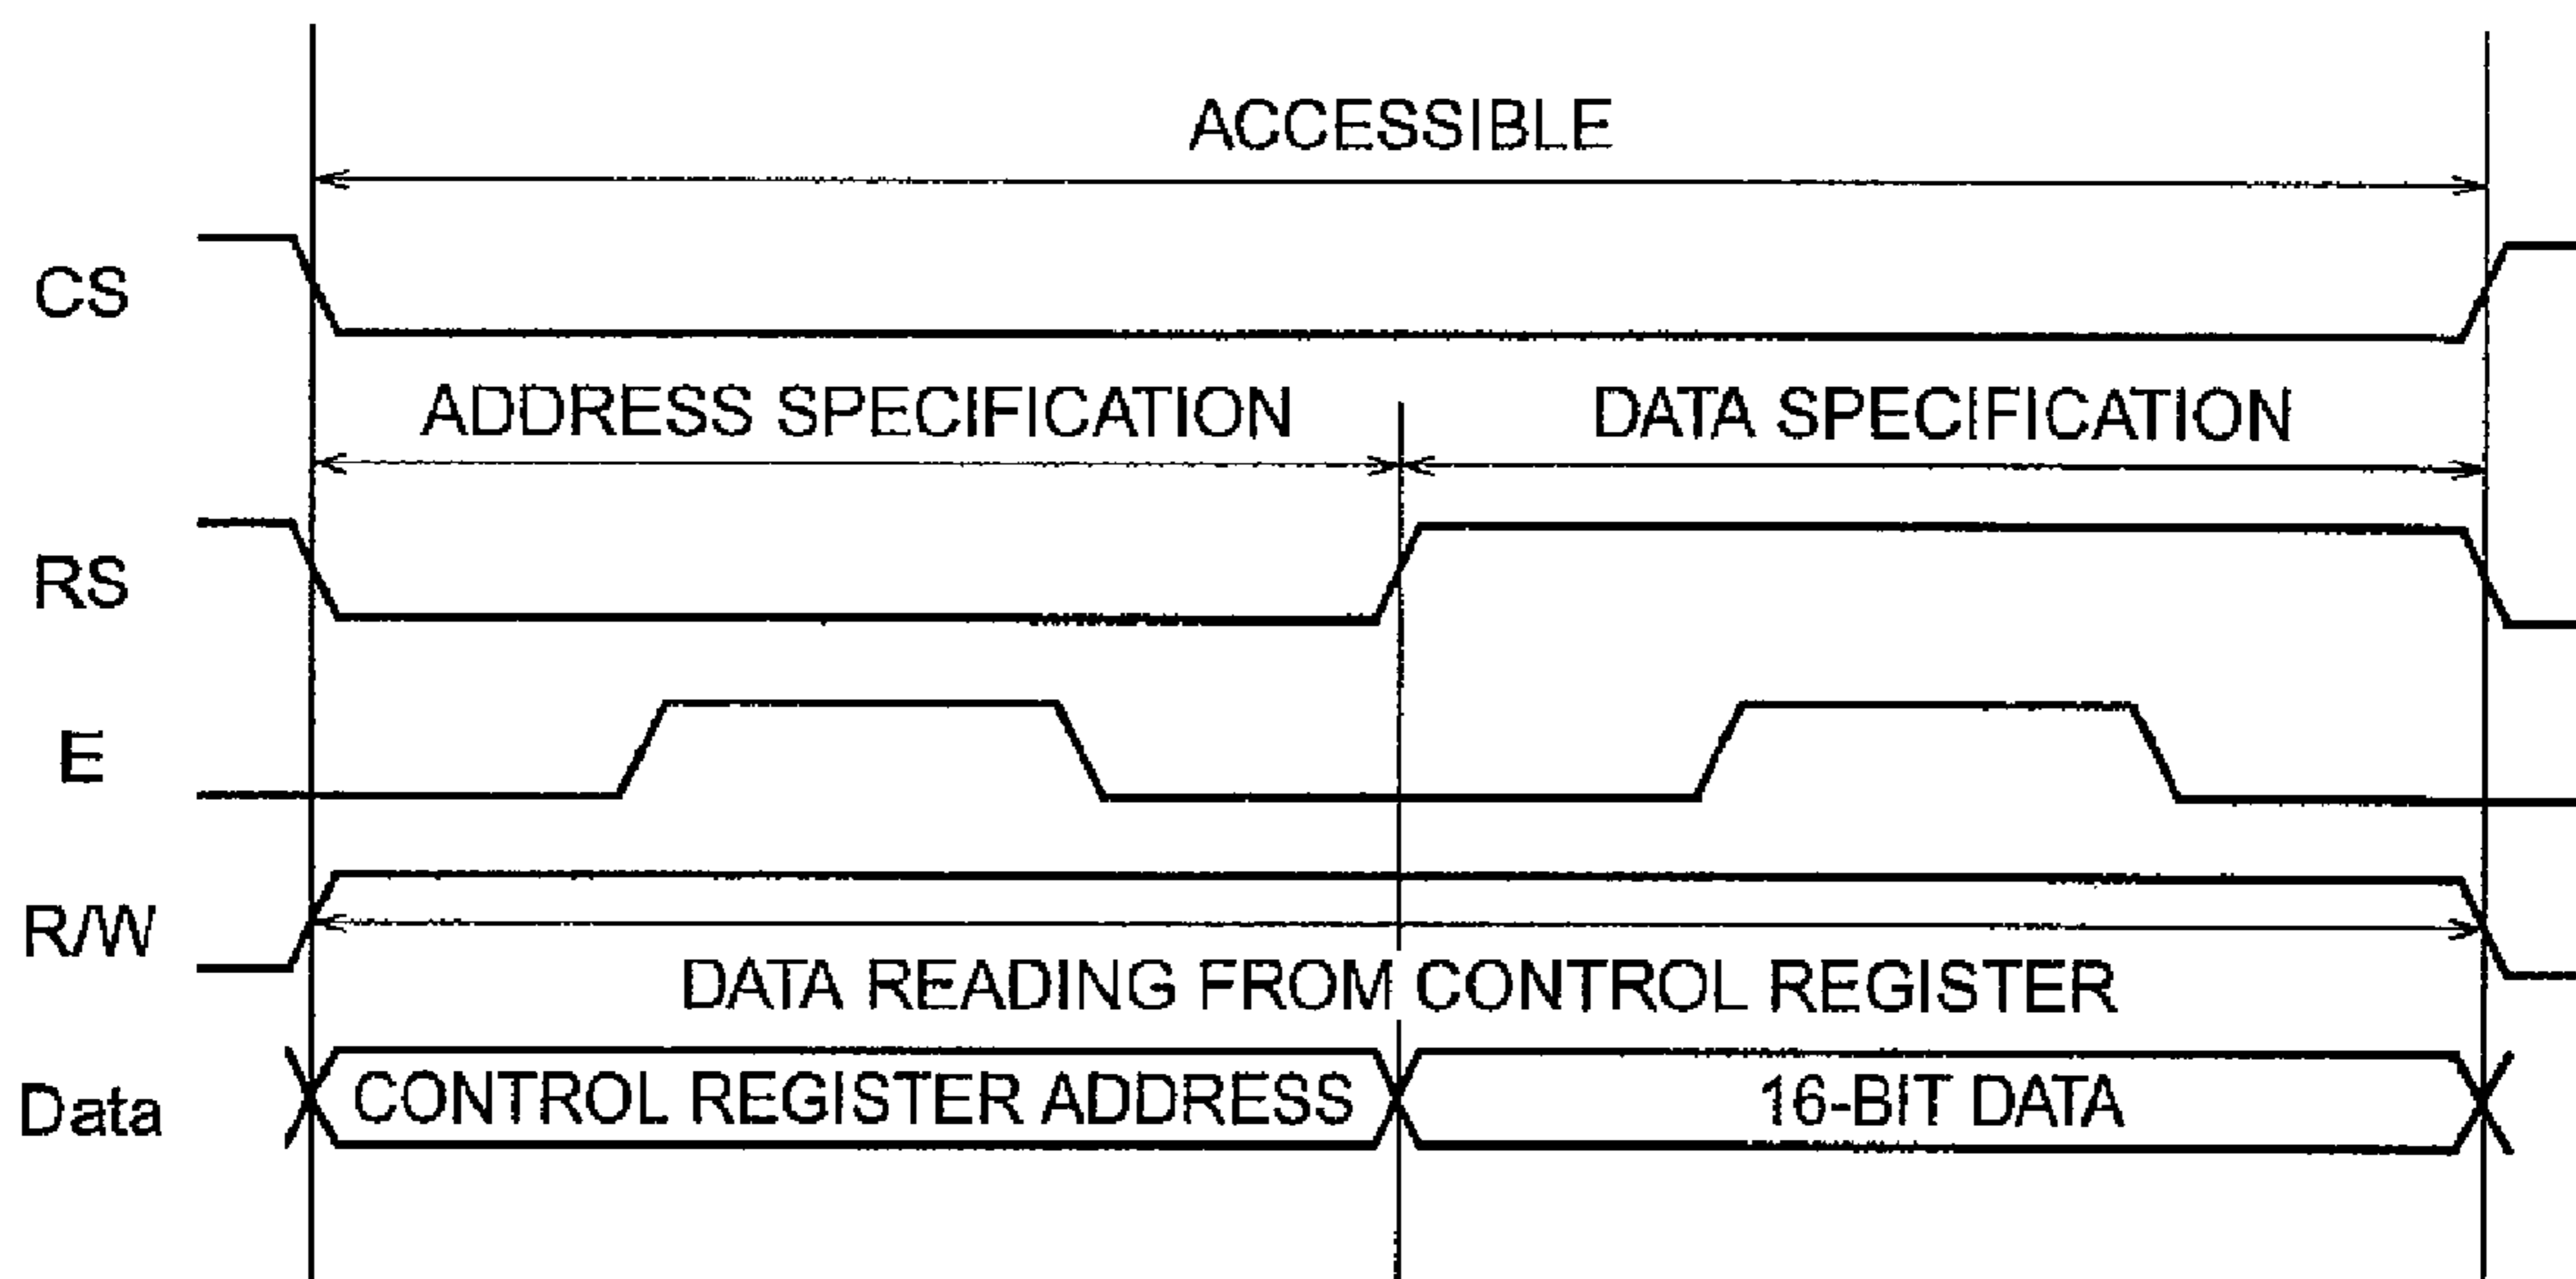 ACCESSIBLE
CS
ADDRESS SPECIFICATION DATA SPECIFICATION
RS
E
R/W
DATA READING FROM CONTROL REGISTER
Data CONTROL REGISTER ADDRESS 16-BIT DATA